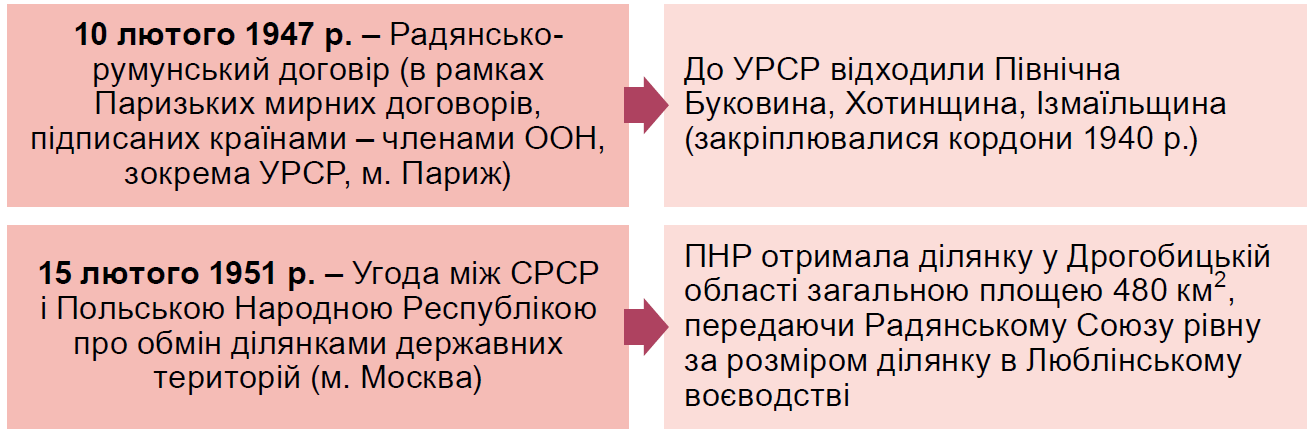 10 лютого 1947 р. – Радянсько-
румунський договір (в рамках
Паризьких мирних договорів,
підписаних країнами – членами ООН,
зокрема УРСР, м. Париж)
До УРСР відходили Північна
Буковина, Хотинщина, Ізмаїльщина
(закріплювалися кордони 1940 р.)
15 лютого 1951 р. – Угода між СРСР
і Польською Народною Республікою
про обмін ділянками державних
територій (м. Москва)
ПНР отримала ділянку у Дрогобицькій
області загальною площею 480 км²,
передаючи Радянському Союзу рівну
за розміром ділянку в Люблінському
воєводстві